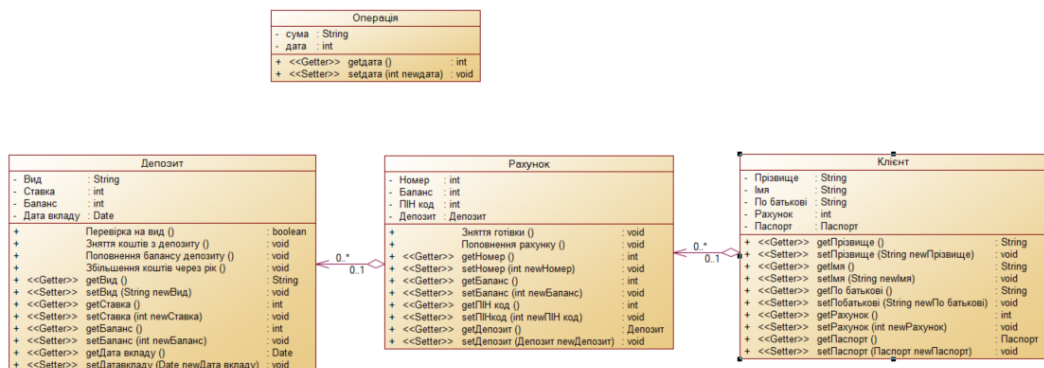 Операція
- сума : String
- дата : int
+ <<Getter>> getдата () : int
+ <<Setter>> setдата (int newдата) : void
Депозит
- Вид : String
- Ставка : int
- Баланс : int
- Дата вкладу : Date
+ Перевірка на вид () : boolean
+ Зняття коштів з депозиту () : void
+ Поповнення балансу депозиту () : void
+ Збільшення коштів через рік () : void
+ <<Getter>> getВид () : String
+ <<Setter>> setВид (String newВид) : void
+ <<Getter>> getСтавка () : int
+ <<Setter>> setСтавка (int newСтавка) : void
+ <<Getter>> getБаланс () : int
+ <<Setter>> setБаланс (int newБаланс) : void
+ <<Getter>> getДата вкладу () : Date
+ <<Setter>> setДатавкладу (Date newДата вкладу) : void
0..*
0..1
Рахунок
- Номер : int
- Баланс : int
- ПІН код : int
- Депозит : Депозит
+ Зняття готівки () : void
+ Поповнення рахунку () : void
+ <<Getter>> getНомер () : int
+ <<Setter>> setНомер (int newНомер) : void
+ <<Getter>> getБаланс () : int
+ <<Setter>> setБаланс (int newБаланс) : void
+ <<Getter>> getПІН код () : int
+ <<Setter>> setПІНкод (int newПІН код) : void
+ <<Getter>> getДепозит () : Депозит
+ <<Setter>> setДепозит (Депозит newДепозит) : void
0..*
0..1
Клієнт
- Прізвище : String
- Імя : String
- По батькові : String
- Рахунок : int
- Паспорт : Паспорт
+ <<Getter>> getПрізвище () : String
+ <<Setter>> setПрізвище (String newПрізвище) : void
+ <<Getter>> getІмя () : String
+ <<Setter>> setІмя (String newІмя) : void
+ <<Getter>> getПо батькові () : String
+ <<Setter>> setПобатькові (String newПо батькові) : void
+ <<Getter>> getРахунок () : int
+ <<Setter>> setРахунок (int newРахунок) : void
+ <<Getter>> getПаспорт () : Паспорт
+ <<Setter>> setПаспорт (Паспорт newПаспорт) : void